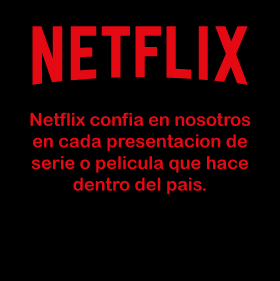 NETFLIX
Netflix confia en nosotros
en cada presentacion de
serie o pelicula que hace
dentro del pais.